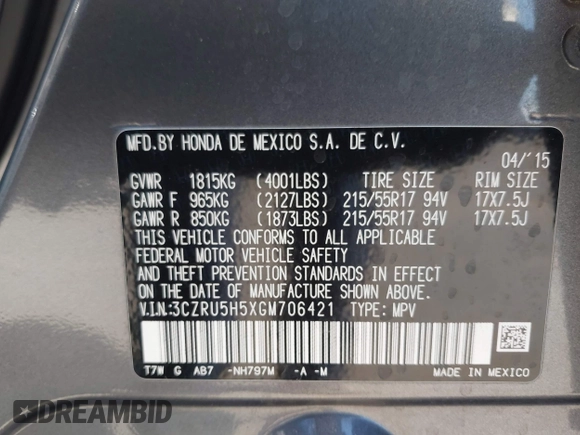 MFD.BY HONDA DE MEXICO S.A. DE C.V.
04/'15
GVWR 1815KG (4001LBS) TIRE SIZE RIM SIZE
GAWR F 965KG (2127LBS) 215/55R17 94V 17X7.5J
GAWR R 850KG (1873LBS) 215/55R17 94V 17X7.5J
THIS VEHICLE CONFORMS TO ALL APPLICABLE
FEDERAL MOTOR VEHICLE SAFETY
AND THEFT PREVENTION STANDARDS IN EFFECT
ON THE DATE OF MANUFACTURE SHOWN ABOVE.
V.I.N:3CZRU5H5XGM706421 TYPE: MPV
T7W G AB7 -NH797M -A -M MADE IN MEXICO
DREAMBID